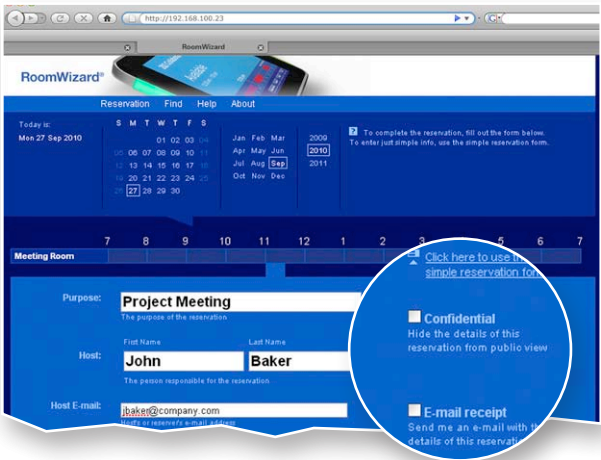 http://192.168.100.23
RoomWizard
RoomWizard®
Available
Reservation Find Help About
Today is:
Mon 27 Sep 2010
S M T W T F S
01 02 03 04
05 06 07 08 09 10 11
12 13 14 15 16 17 18
19 20 21 22 23 24 25
26 27 28 29 30
Jan Feb Mar
Apr May Jun
Jul Aug Sep
Oct Nov Dec
2009
2010
2011
? To complete the reservation, fill out the form below.
To enter just simple info, use the simple reservation form.
7 8 9 10 11 12 1 2 3 5 6 7
Meeting Room
Click here to use
simple reservation
Purpose:
Project Meeting
The purpose of the reservation
First Name
Last Name
Host:
John
Baker
The person responsible for the reservation
Host E-mail:
jbaker@company.com
Host's or reserver's e-mail address
Confidential
Hide the details of this
reservation from public view
E-mail receipt
Send me an e-mail with
details of this